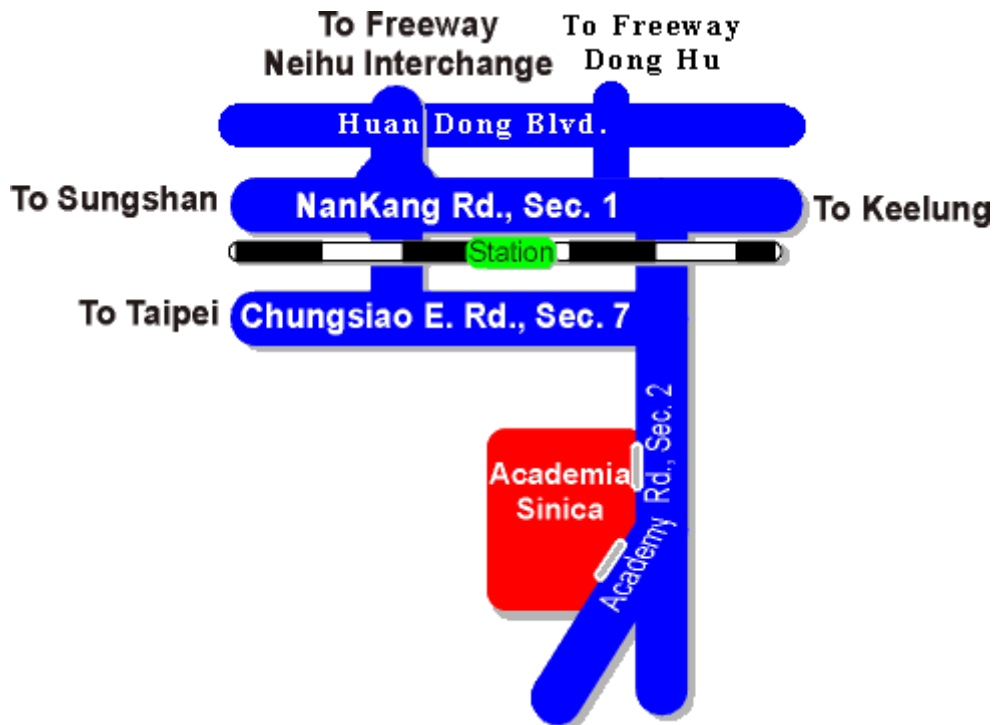 To Freeway
Neihu Interchange
To Freeway
Dong Hu
Huan Dong Blvd.
To Sungshan
NanKang Rd., Sec. 1
To Keelung
Station
To Taipei
Chungsiao E. Rd., Sec. 7
Academia
Sinica
Academy Rd., Sec. 2